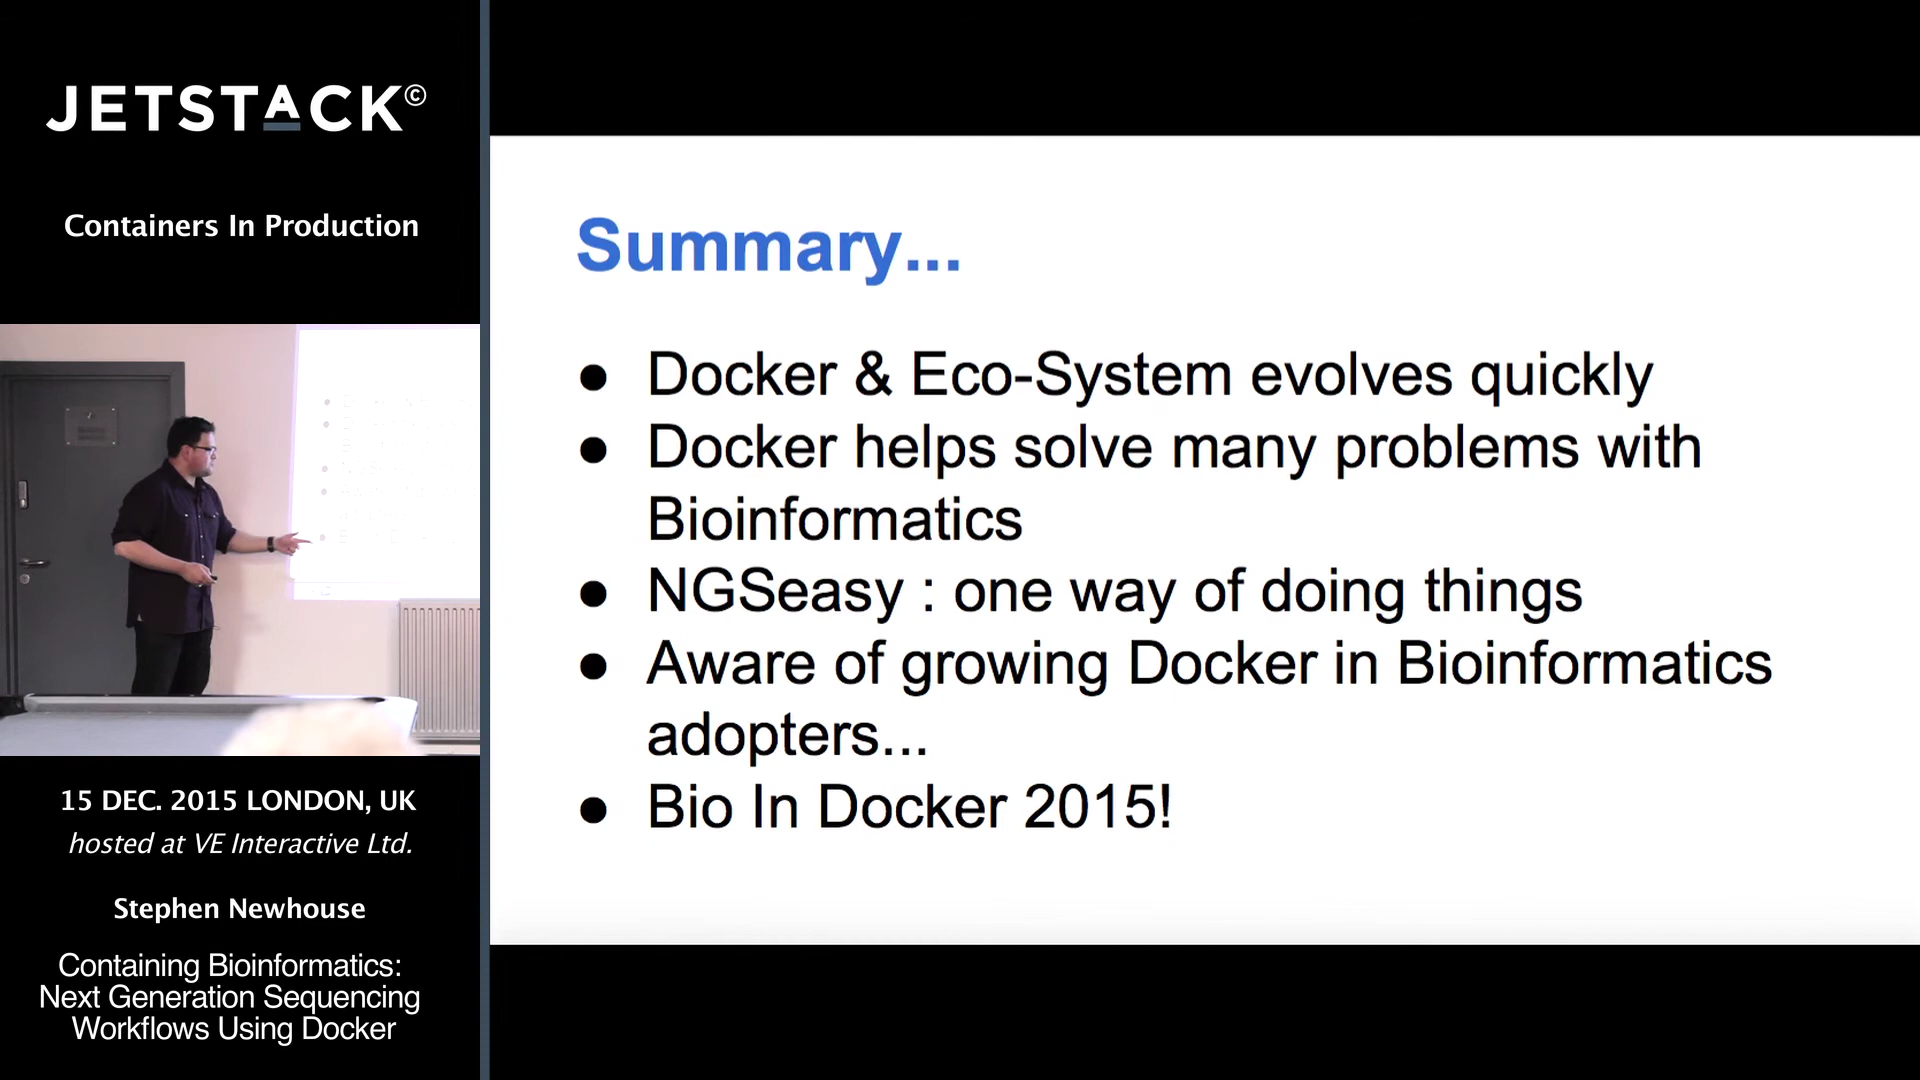 JETSTACK©
Containers In Production
15 DEC. 2015 LONDON, UK
hosted at VE Interactive Ltd.
Stephen Newhouse
Containing Bioinformatics:
Next Generation Sequencing
Workflows Using Docker
Summary...
● Docker & Eco-System evolves quickly
● Docker helps solve many problems with
Bioinformatics
● NGSeasy : one way of doing things
● Aware of growing Docker in Bioinformatics
adopters...
● Bio In Docker 2015!